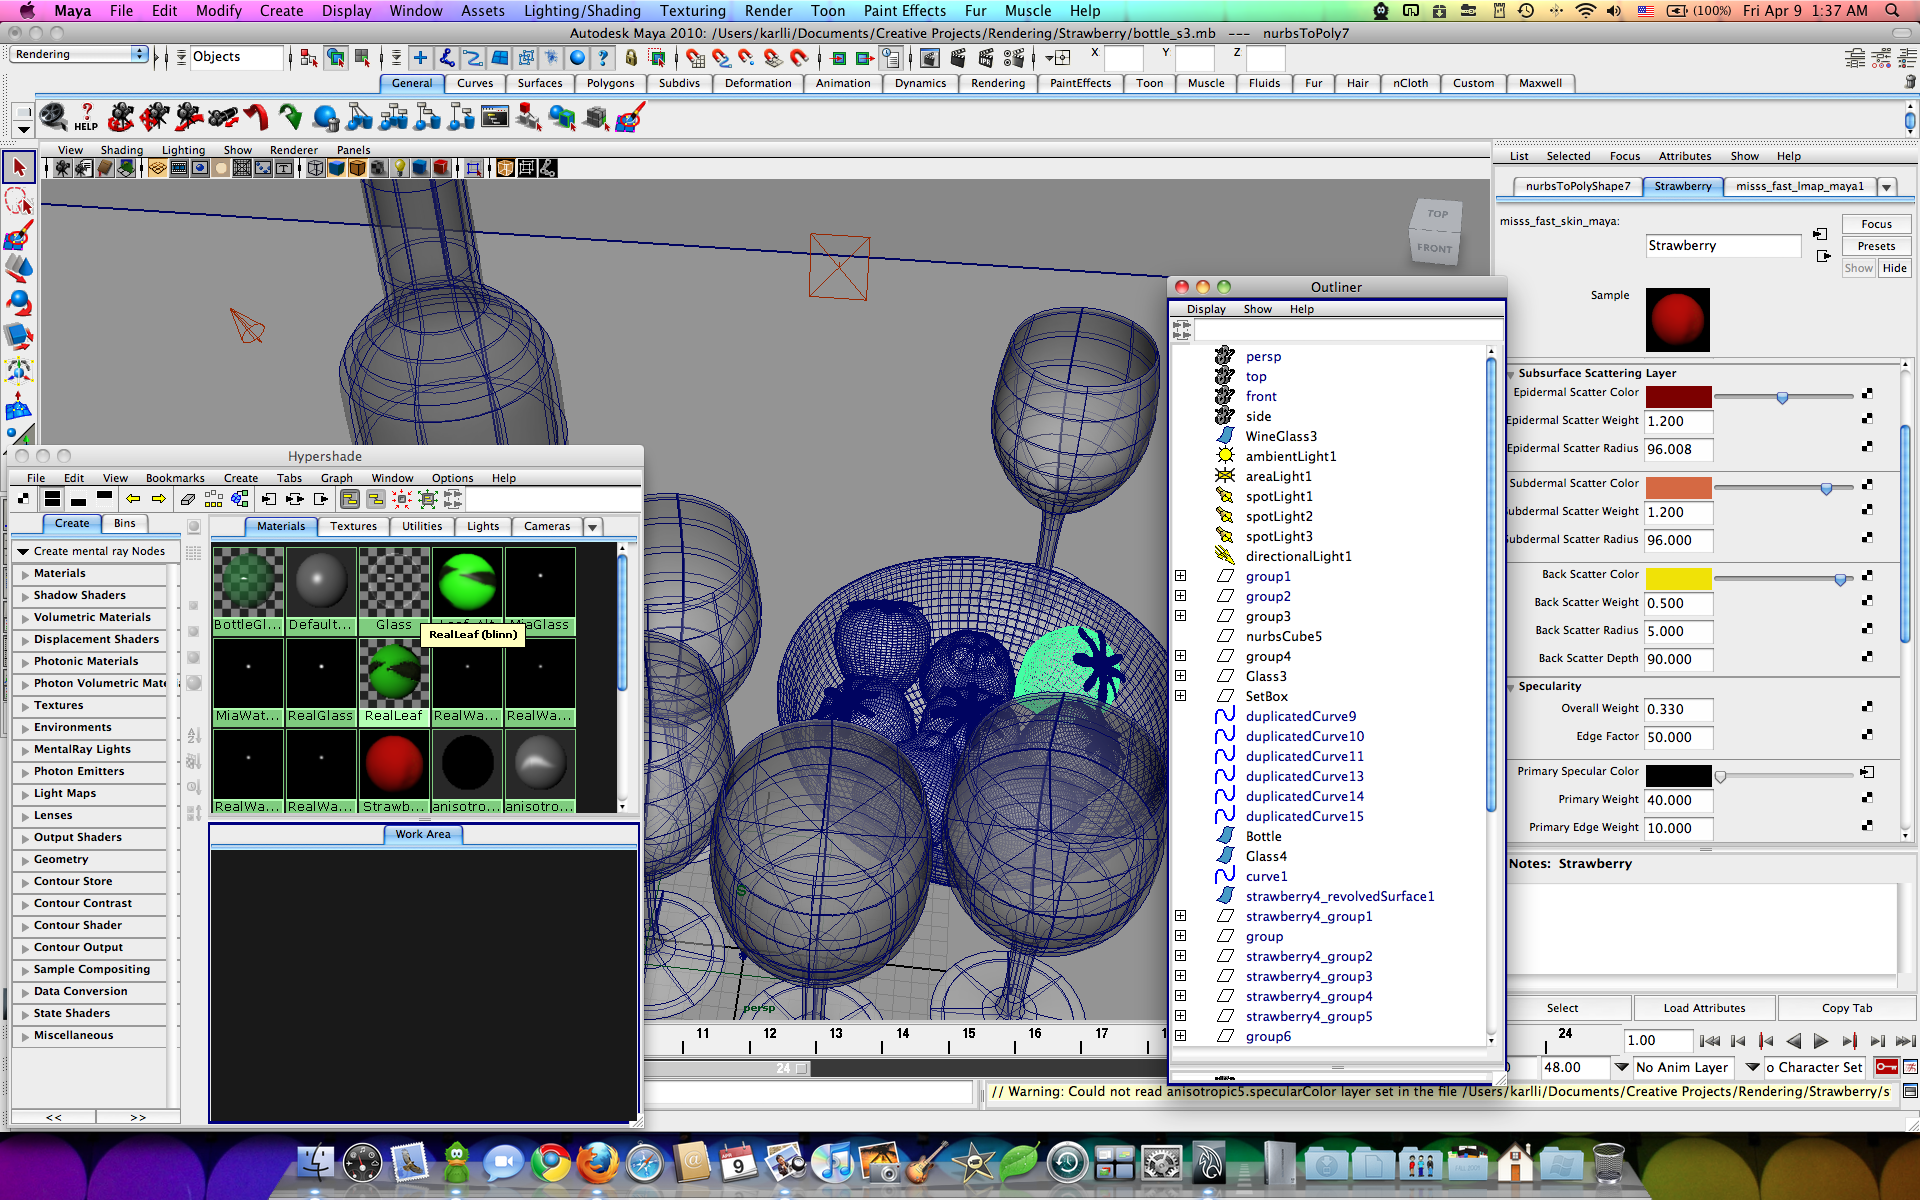 Maya File Edit Modify Create Display Window Assets Lighting/Shading Texturing Render Toon Paint Effects Fur Muscle Help (100%) Fri Apr 9 1:37 AM
Autodesk Maya 2010: /Users/karlli/Documents/Creative Projects/Rendering/Strawberry/bottle_s3.mb --- nurbsToPoly7
Rendering Objects X Y Z
General Curves Surfaces Polygons Subdivs Deformation Animation Dynamics Rendering PaintEffects Toon Muscle Fluids Fur Hair nCloth Custom Maxwell
HELP
View Shading Lighting Show Renderer Panels
TOP
FRONT
persp
Hypershade
File Edit View Bookmarks Create Tabs Graph Window Options Help
Create Bins
Create mental ray Nodes
Materials
Shadow Shaders
Volumetric Materials
Displacement Shaders
Photonic Materials
Photon Volumetric Mate
Textures
Environments
MentalRay Lights
Photon Emitters
Light Maps
Lenses
Output Shaders
Geometry
Contour Store
Contour Contrast
Contour Shader
Contour Output
Sample Compositing
Data Conversion
State Shaders
Miscellaneous
<< >>
Materials Textures Utilities Lights Cameras
BottleGl... Default... Glass MiaGlass
RealLeaf (blinn)
MiaWat... RealGlass RealLeaf RealWa... RealWa...
RealWa... RealWa... Strawb... anisotro... anisotro...
Work Area
Outliner
Display Show Help
persp
top
front
side
WineGlass3
ambientLight1
areaLight1
spotLight1
spotLight2
spotLight3
directionalLight1
group1
group2
group3
nurbsCube5
group4
Glass3
SetBox
duplicatedCurve9
duplicatedCurve10
duplicatedCurve11
duplicatedCurve13
duplicatedCurve14
duplicatedCurve15
Bottle
Glass4
curve1
strawberry4_revolvedSurface1
strawberry4_group1
group
strawberry4_group2
strawberry4_group3
strawberry4_group4
strawberry4_group5
group6
List Selected Focus Attributes Show Help
nurbsToPolyShape7 Strawberry misss_fast_lmap_maya1
misss_fast_skin_maya:
Strawberry
Focus
Presets
Show Hide
Sample
Subsurface Scattering Layer
Epidermal Scatter Color
Epidermal Scatter Weight 1.200
Epidermal Scatter Radius 96.008
Subdermal Scatter Color
Subdermal Scatter Weight 1.200
Subdermal Scatter Radius 96.000
Back Scatter Color
Back Scatter Weight 0.500
Back Scatter Radius 5.000
Back Scatter Depth 90.000
Specularity
Overall Weight 0.330
Edge Factor 50.000
Primary Specular Color
Primary Weight 40.000
Primary Edge Weight 10.000
Notes: Strawberry
Select Load Attributes Copy Tab
11 12 13 14 15 16 17 24 1.00
24 48.00 No Anim Layer o Character Set
// Warning: Could not read anisotropic5.specularColor layer set in the file /Users/karlli/Documents/Creative Projects/Rendering/Strawberry/s
APR
9